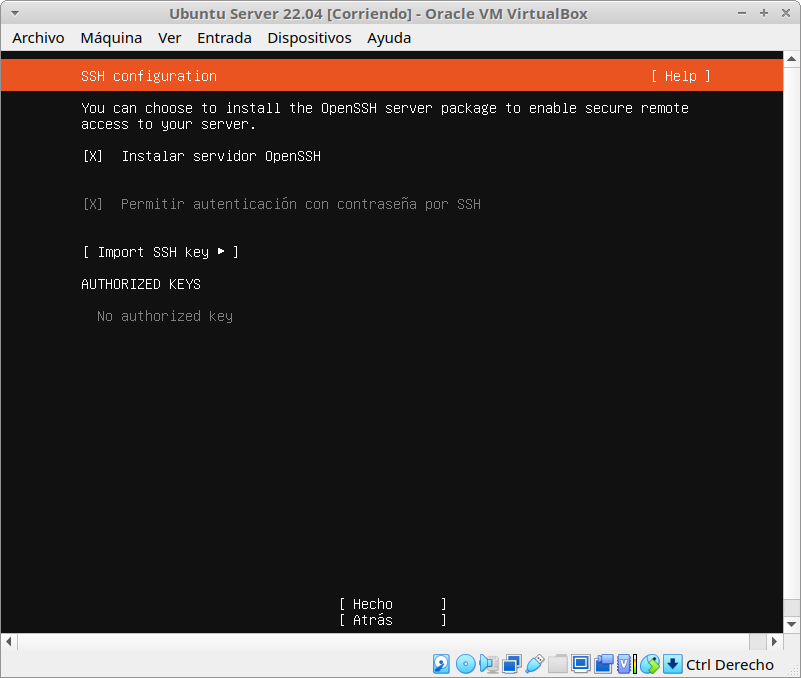 Ubuntu Server 22.04 [Corriendo] - Oracle VM VirtualBox
Archivo Máquina Ver Entrada Dispositivos Ayuda
SSH configuration [ Help ]
You can choose to install the OpenSSH server package to enable secure remote
access to your server.
[X] Instalar servidor OpenSSH
[X] Permitir autenticación con contraseña por SSH
[ Import SSH key ▸ ]
AUTHORIZED KEYS
No authorized key
[ Hecho ]
[ Atrás ]
Ctrl Derecho